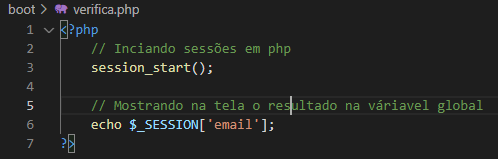 boot > verifica.php
1 <?php
2 // Inciando sessões em php
3 session_start();
4
5 // Mostrando na tela o resultado na váriavel global
6 echo $_SESSION['email'];
7 ?>